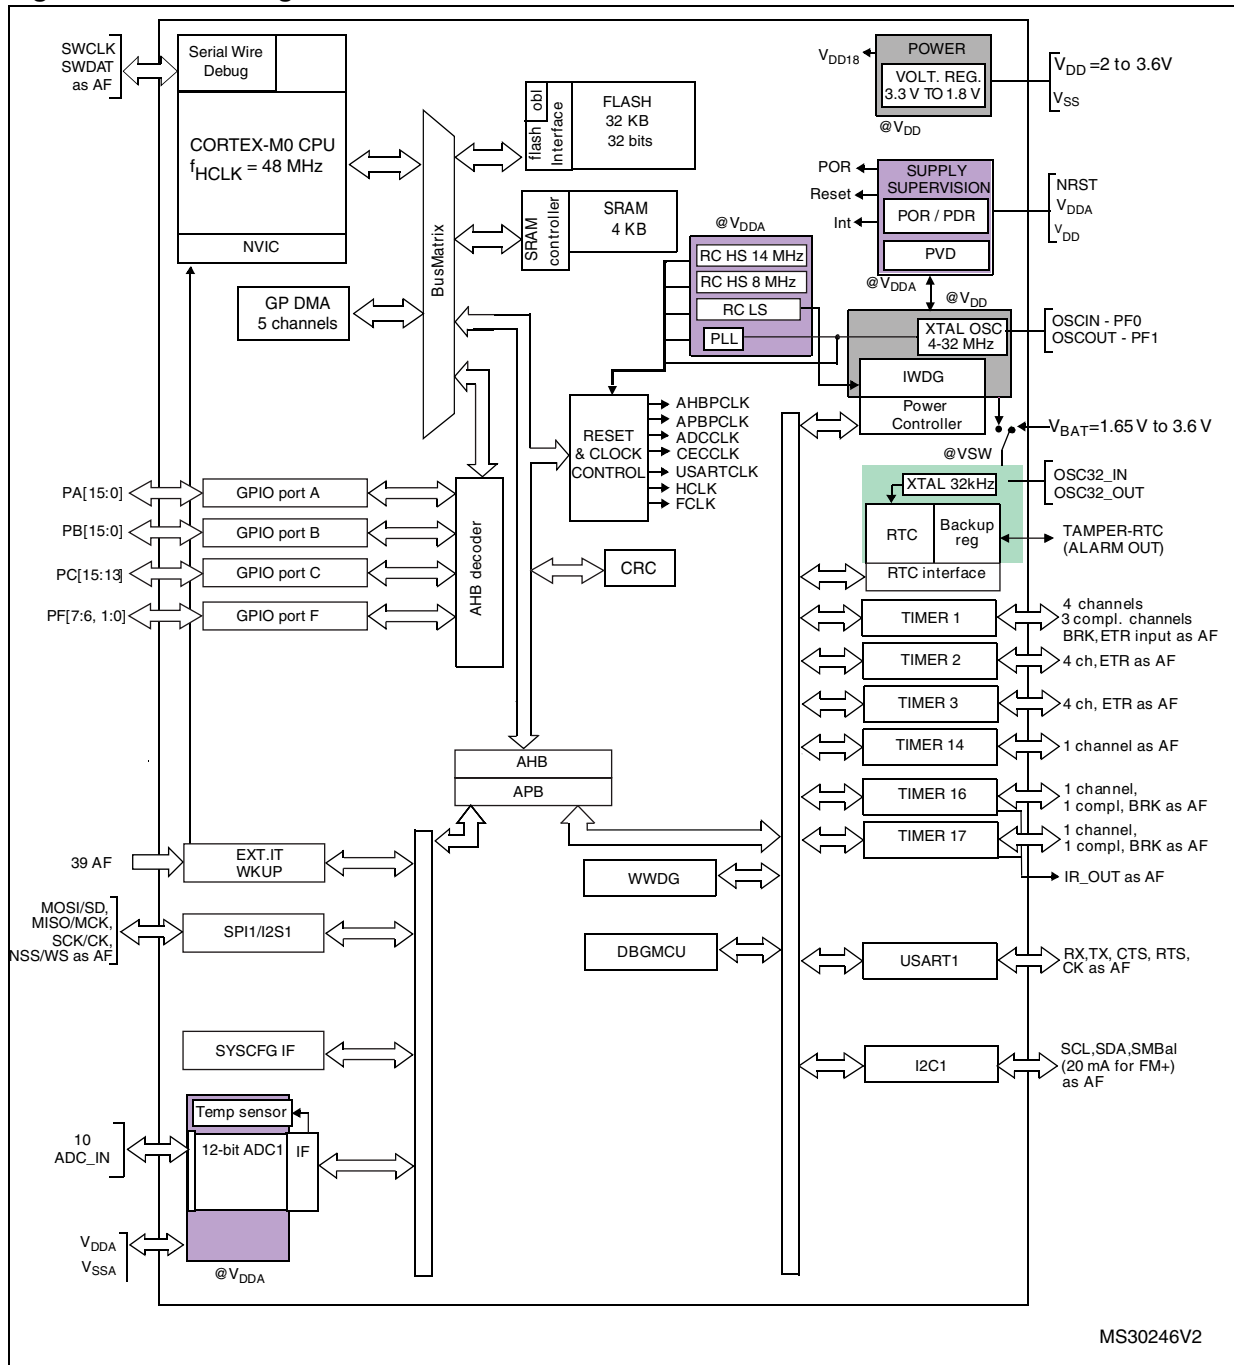 SWCLK
SWDAT
as AF
Serial Wire
Debug
CORTEX-M0 CPU
fHCLK = 48 MHz
NVIC
GP DMA
5 channels
BusMatrix
obl
flash
Interface
FLASH
32 KB
32 bits
SRAM
controller
SRAM
4 KB
VDD18
POWER
VOLT. REG.
3.3 V TO 1.8 V
@VDD
VDD =2 to 3.6V
VSS
POR
Reset
Int
SUPPLY
SUPERVISION
POR / PDR
PVD
@VDDA
NRST
VDDA
VDD
@VDDA
RC HS 14 MHz
RC HS 8 MHz
RC LS
PLL
@VDD
XTAL OSC
4-32 MHz
IWDG
Power
Controller
OSCIN - PF0
OSCOUT - PF1
VBAT=1.65 V to 3.6 V
@VSW
RESET
& CLOCK
CONTROL
AHBPCLK
APBPCLK
ADCCLK
CECCLK
USARTCLK
HCLK
FCLK
XTAL 32kHz
RTC
Backup
reg
RTC interface
OSC32_IN
OSC32_OUT
TAMPER-RTC
(ALARM OUT)
PA[15:0]
GPIO port A
PB[15:0]
GPIO port B
PC[15:13]
GPIO port C
PF[7:6, 1:0]
GPIO port F
AHB decoder
CRC
TIMER 1
4 channels
3 compl. channels
BRK,ETR input as AF
TIMER 2
4 ch,ETR as AF
TIMER 3
4 ch, ETR as AF
TIMER 14
1 channel as AF
TIMER 16
1 channel,
1 compl, BRK as AF
TIMER 17
1 channel,
1 compl, BRK as AF
IR_OUT as AF
AHB
APB
39 AF
EXT.IT
WKUP
WWDG
MOSI/SD,
MISO/MCK,
SCK/CK,
NSS/WS as AF
SPI1/I2S1
DBGMCU
USART1
RX,TX, CTS, RTS,
CK as AF
SYSCFG IF
I2C1
SCL,SDA,SMBal
(20 mA for FM+)
as AF
Temp sensor
10
ADC_IN
12-bit ADC1
IF
VDDA
VSSA
@VDDA
MS30246V2